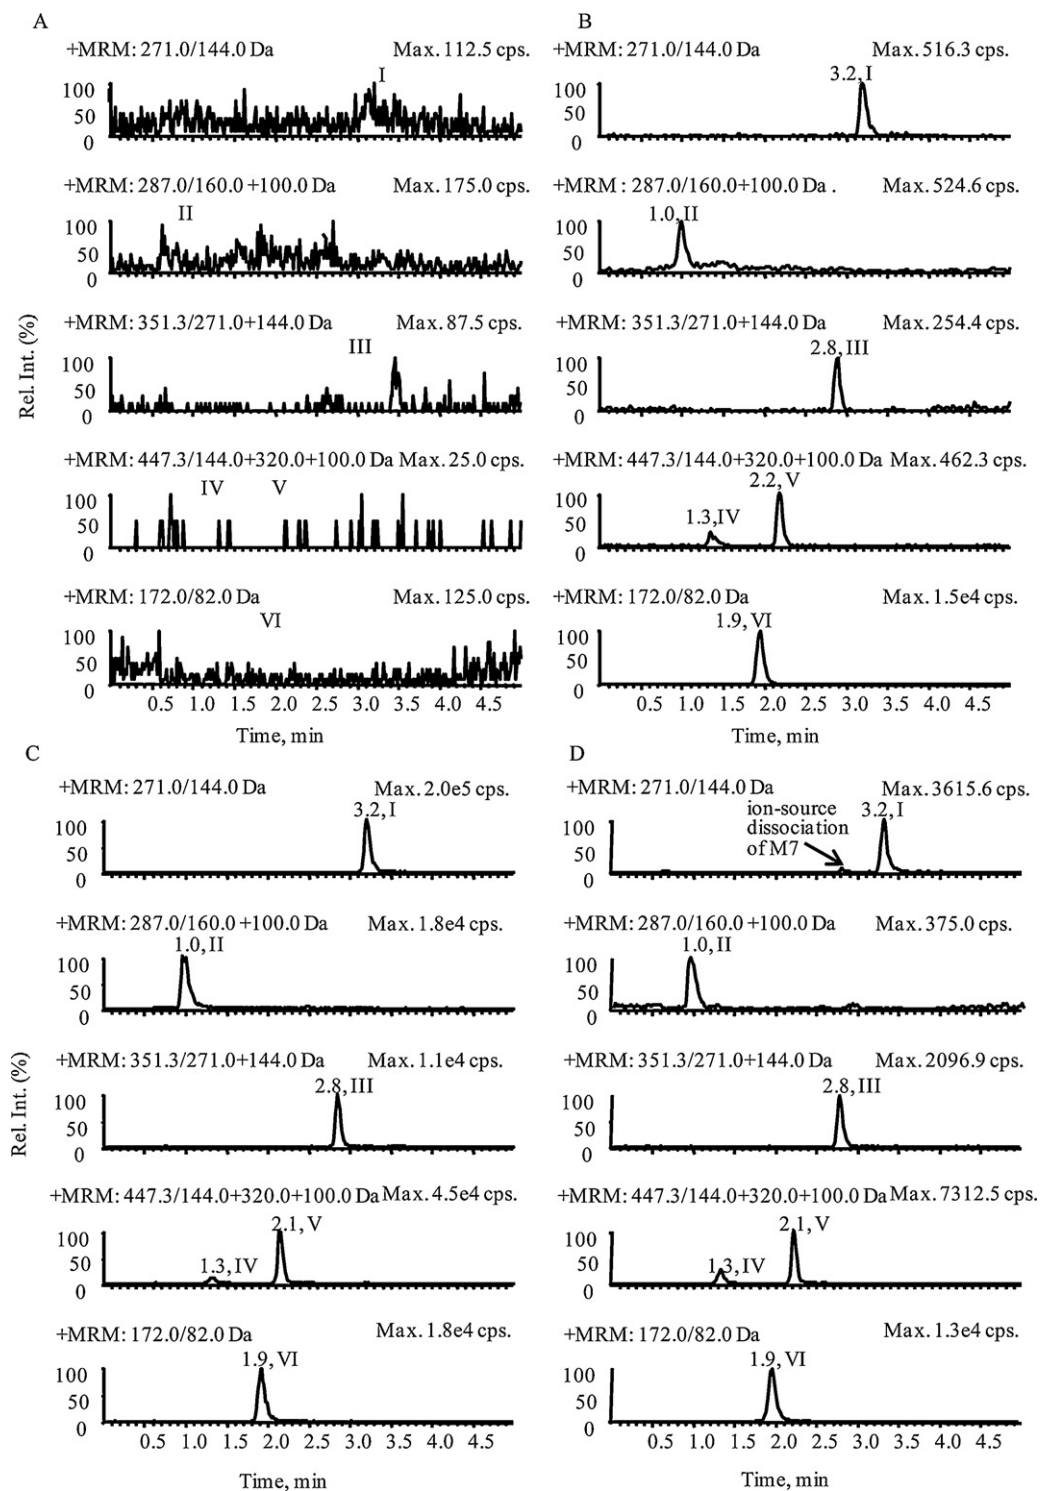 A
+MRM: 271.0/144.0 Da Max. 112.5 cps.
I
100
50
0
+MRM: 287.0/160.0 +100.0 Da Max. 175.0 cps.
II
100
50
0
+MRM: 351.3/271.0+144.0 Da Max. 87.5 cps.
III
100
50
0
+MRM: 447.3/144.0+320.0+100.0 Da Max. 25.0 cps.
IV V
100
50
0
+MRM: 172.0/82.0 Da Max. 125.0 cps.
VI
100
50
0
0.5 1.0 1.5 2.0 2.5 3.0 3.5 4.0 4.5
Time, min
Rel. Int. (%)
B
+MRM: 271.0/144.0 Da Max. 516.3 cps.
3.2, I
100
50
0
+MRM : 287.0/160.0+100.0 Da . Max. 524.6 cps.
1.0, II
100
50
0
+MRM: 351.3/271.0+144.0 Da Max. 254.4 cps.
2.8, III
100
50
0
+MRM: 447.3/144.0+320.0+100.0 Da Max. 462.3 cps.
2.2, V
1.3, IV
100
50
0
+MRM: 172.0/82.0 Da Max. 1.5e4 cps.
1.9, VI
100
50
0
0.5 1.0 1.5 2.0 2.5 3.0 3.5 4.0 4.5
Time, min
C
+MRM: 271.0/144.0 Da Max. 2.0e5 cps.
3.2, I
100
50
0
+MRM: 287.0/160.0 +100.0 Da Max. 1.8e4 cps.
1.0, II
100
50
0
+MRM: 351.3/271.0+144.0 Da Max. 1.1e4 cps.
2.8, III
100
50
0
+MRM: 447.3/144.0+320.0+100.0 Da Max. 4.5e4 cps.
2.1, V
1.3, IV
100
50
0
+MRM: 172.0/82.0 Da Max. 1.8e4 cps.
1.9, VI
100
50
0
0.5 1.0 1.5 2.0 2.5 3.0 3.5 4.0 4.5
Time, min
Rel. Int. (%)
D
+MRM: 271.0/144.0 Da Max. 3615.6 cps.
ion-source
dissociation
of M7
3.2, I
100
50
0
+MRM: 287.0/160.0 +100.0 Da Max. 375.0 cps.
1.0, II
100
50
0
+MRM: 351.3/271.0+144.0 Da Max. 2096.9 cps.
2.8, III
100
50
0
+MRM: 447.3/144.0+320.0+100.0 Da Max. 7312.5 cps.
2.1, V
1.3, IV
100
50
0
+MRM: 172.0/82.0 Da Max. 1.3e4 cps.
1.9, VI
100
50
0
0.5 1.0 1.5 2.0 2.5 3.0 3.5 4.0 4.5
Time, min